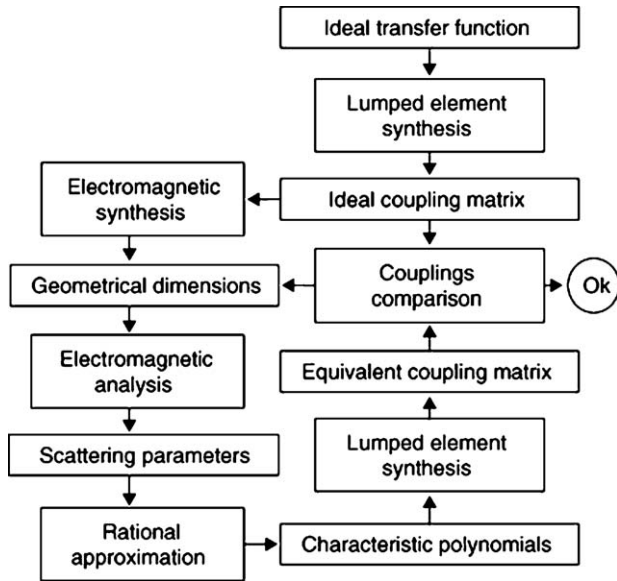 Ideal transfer function
Lumped element
synthesis
Electromagnetic
synthesis
Ideal coupling matrix
Geometrical dimensions
Couplings
comparison
Ok
Electromagnetic
analysis
Equivalent coupling matrix
Scattering parameters
Lumped element
synthesis
Rational
approximation
Characteristic polynomials